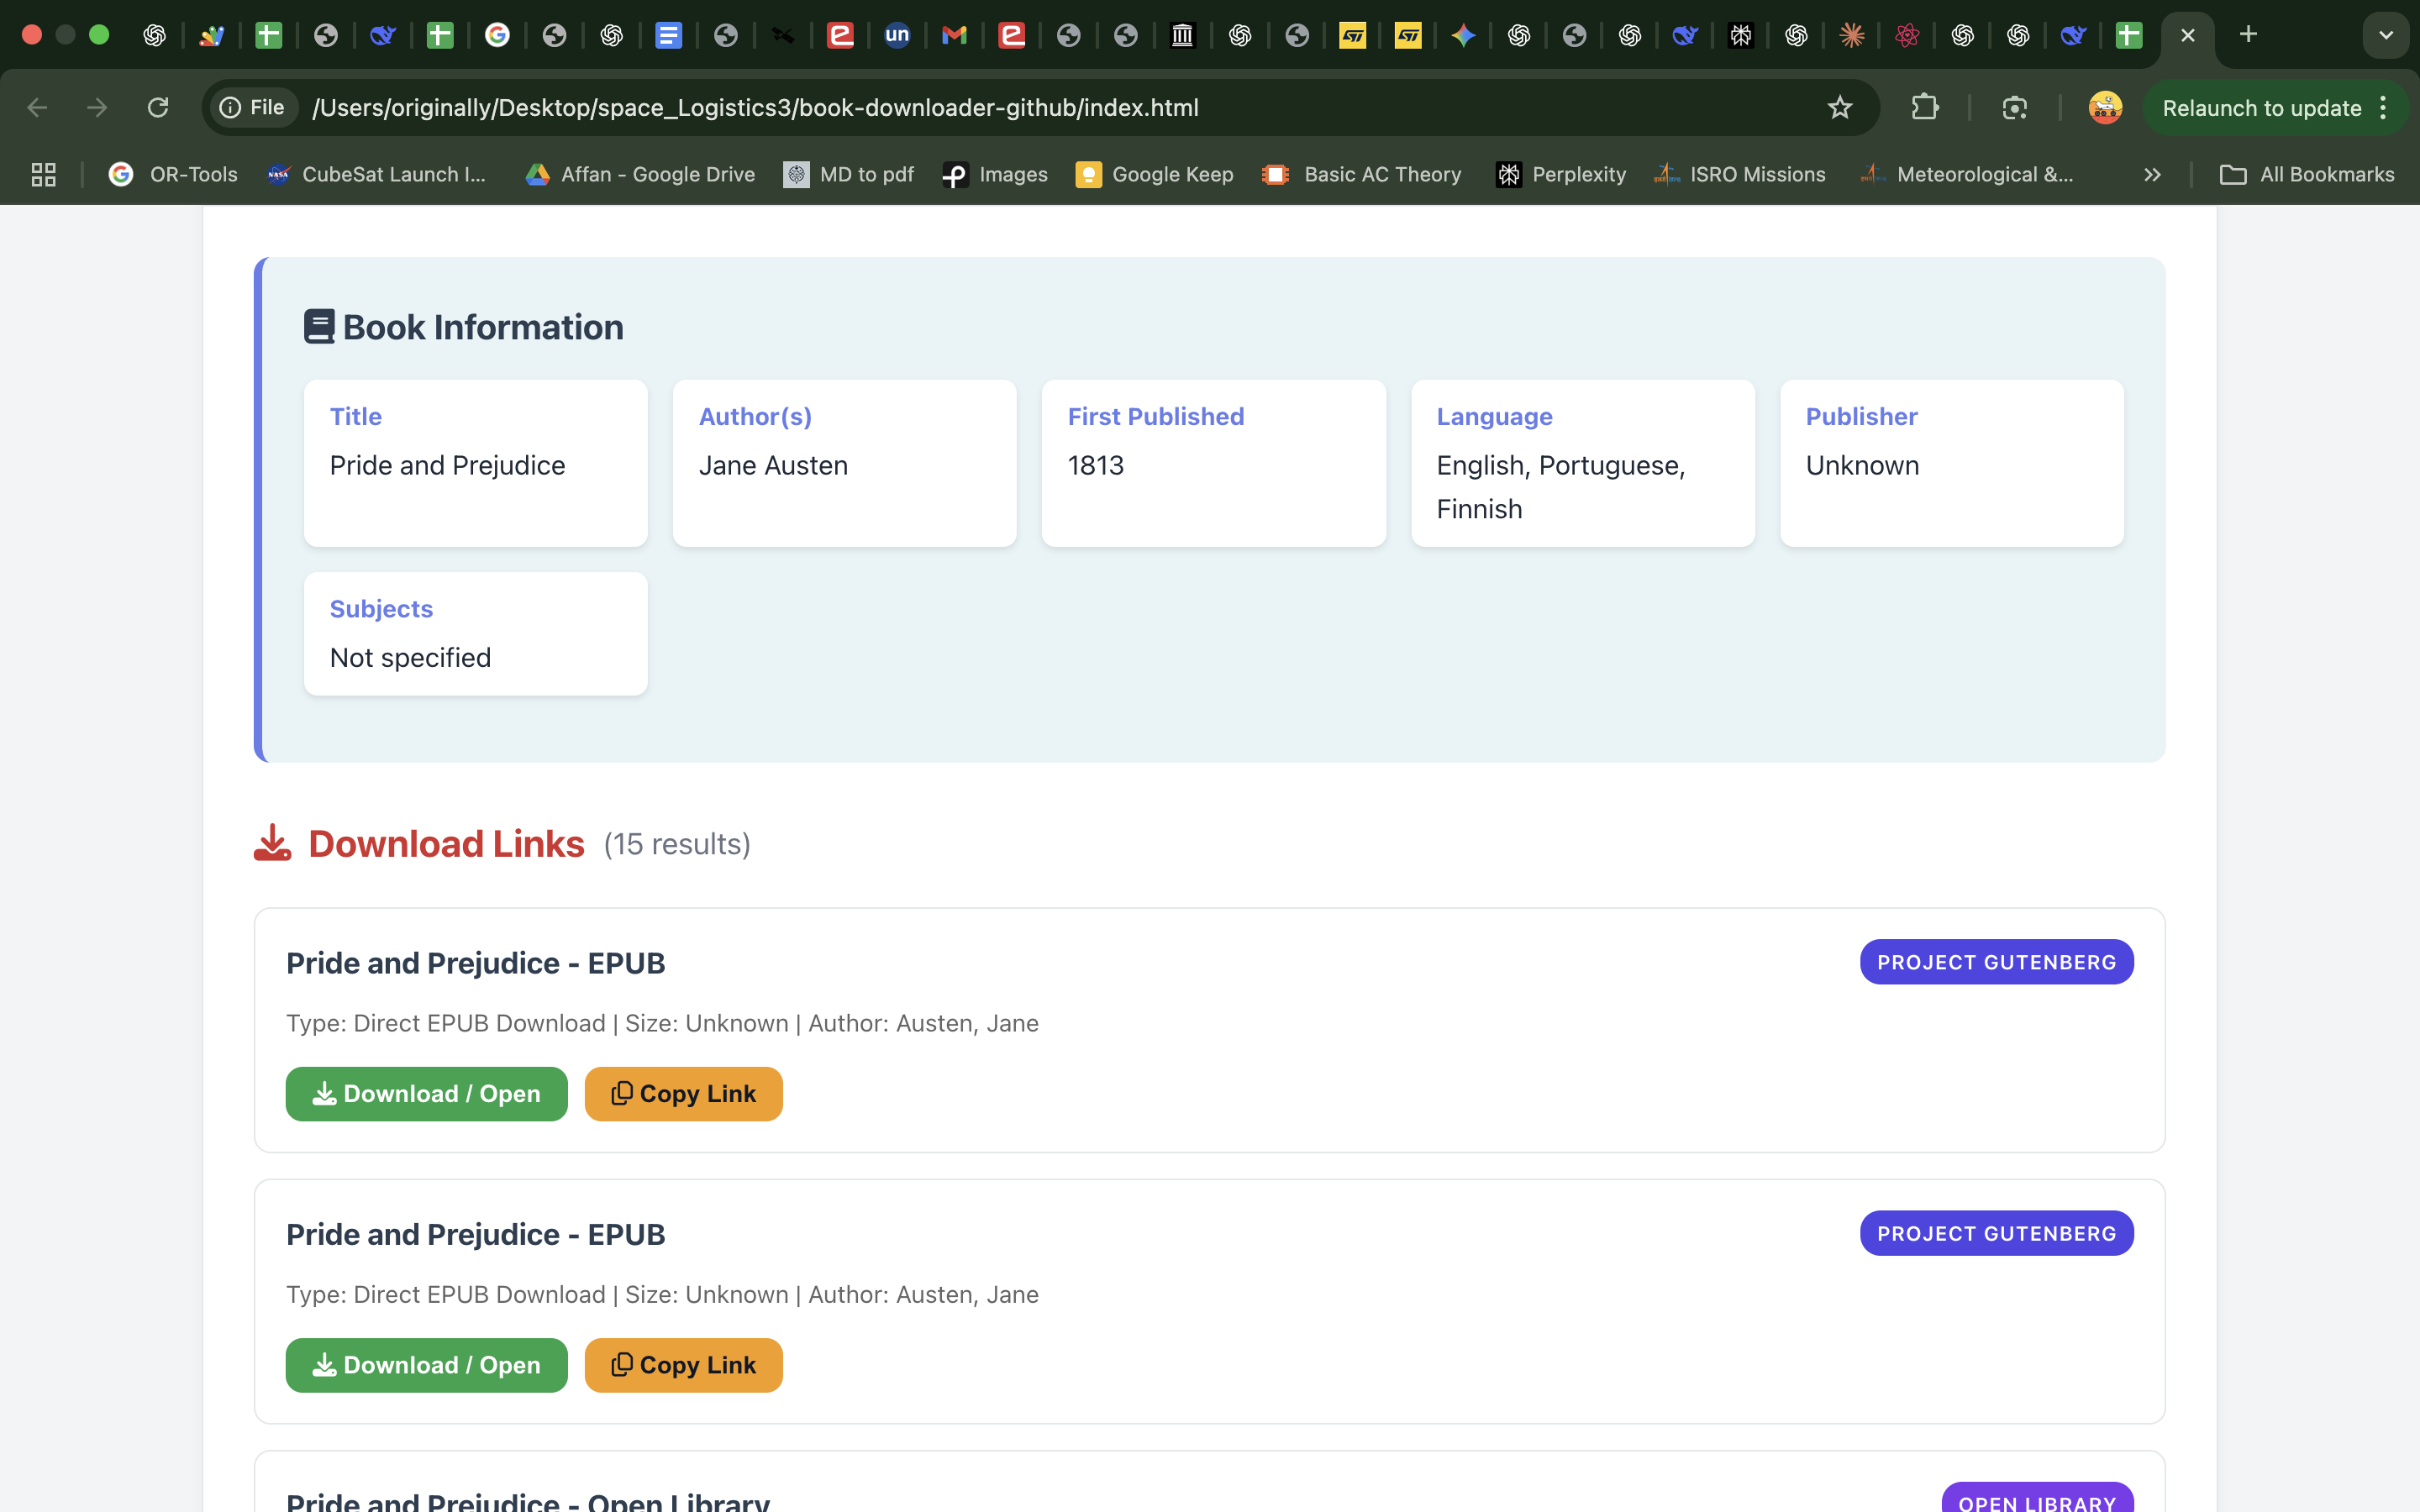 File /Users/originally/Desktop/space_Logistics3/book-downloader-github/index.html
Relaunch to update
OR-Tools
CubeSat Launch I...
Affan - Google Drive
MD to pdf
Images
Google Keep
Basic AC Theory
Perplexity
ISRO Missions
Meteorological &...
All Bookmarks
Book Information
Title
Pride and Prejudice
Author(s)
Jane Austen
First Published
1813
Language
English, Portuguese,
Finnish
Publisher
Unknown
Subjects
Not specified
Download Links (15 results)
Pride and Prejudice - EPUB
PROJECT GUTENBERG
Type: Direct EPUB Download | Size: Unknown | Author: Austen, Jane
Download / Open
Copy Link
Pride and Prejudice - EPUB
PROJECT GUTENBERG
Type: Direct EPUB Download | Size: Unknown | Author: Austen, Jane
Download / Open
Copy Link
Pride and Prejudice - Open Library
OPEN LIBRARY